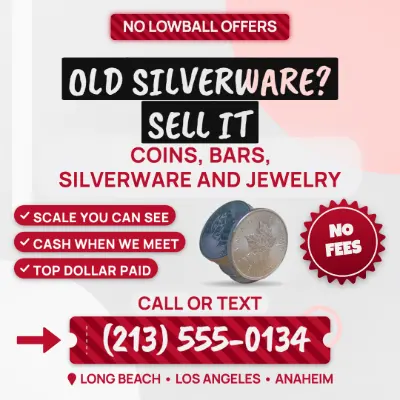 NO LOWBALL OFFERS
OLD SILVERWARE?
SELL IT
COINS, BARS,
SILVERWARE AND JEWELRY
SCALE YOU CAN SEE
CASH WHEN WE MEET
TOP DOLLAR PAID
NO
FEES
CALL OR TEXT
(213) 555-0134
LONG BEACH • LOS ANGELES • ANAHEIM